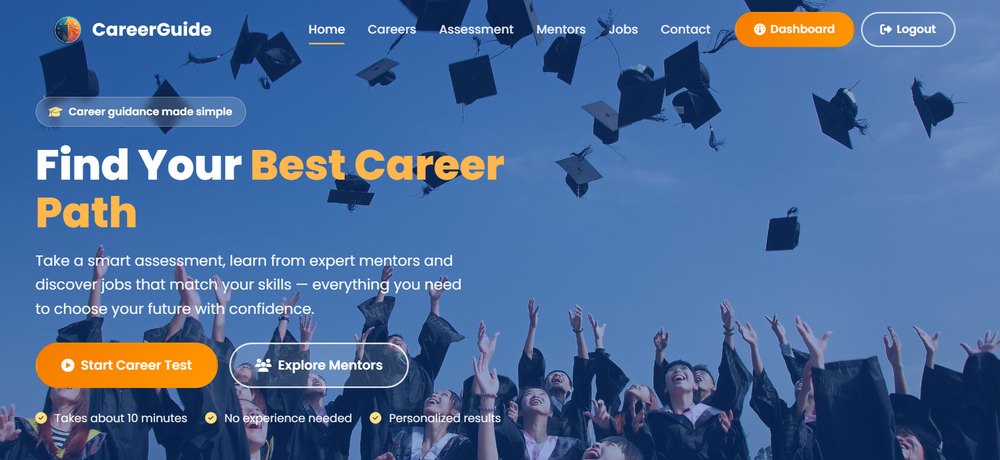 CareerGuide
Home Careers Assessment Mentors Jobs Contact Dashboard Logout
Career guidance made simple
Find Your Best Career
Path
Take a smart assessment, learn from expert mentors and
discover jobs that match your skills — everything you need
to choose your future with confidence.
Start Career Test Explore Mentors
Takes about 10 minutes No experience needed Personalized results